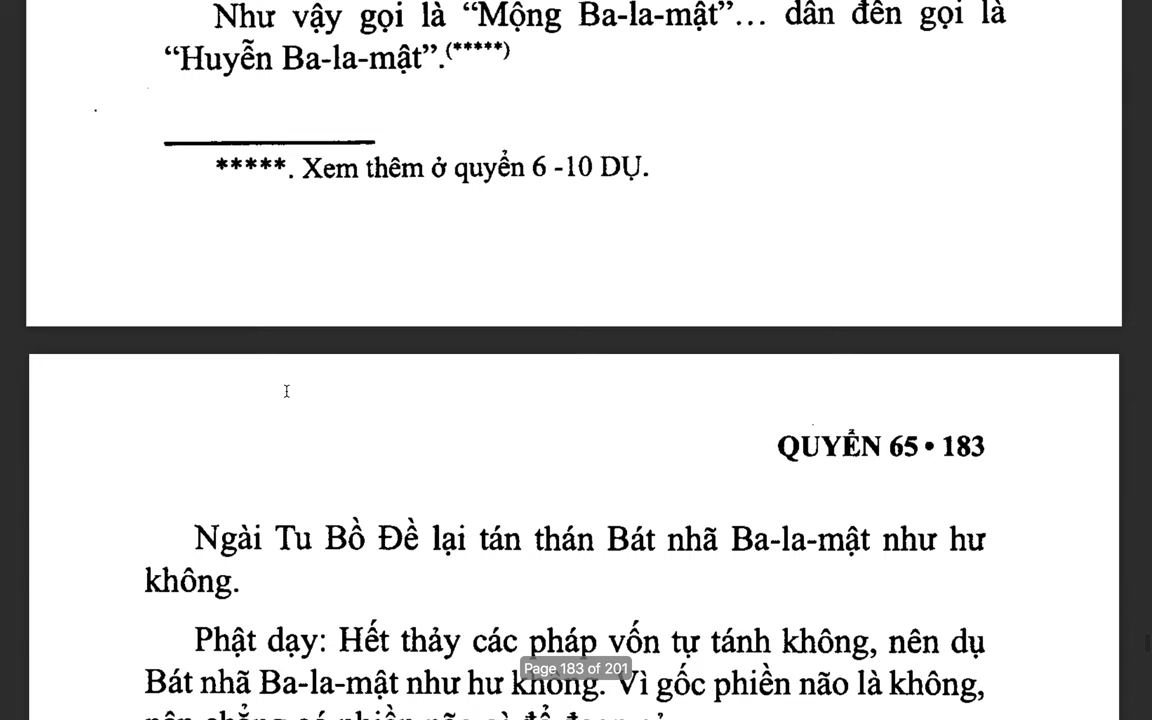 Như vậy gọi là “Mộng Ba-la-mật”... dẫn đến gọi là
“Huyễn Ba-la-mật”.(*****)
*****. Xem thêm ở quyển 6 -10 DỤ.
QUYỂN 65 • 183
Ngài Tu Bồ Đề lại tán thán Bát nhã Ba-la-mật như hư
không.
Phật dạy: Hết thảy các pháp vốn tự tánh không, nên dụ
Page 183 of 201
Bát nhã Ba-la-mật như hư không. Vì gốc phiền não là không,